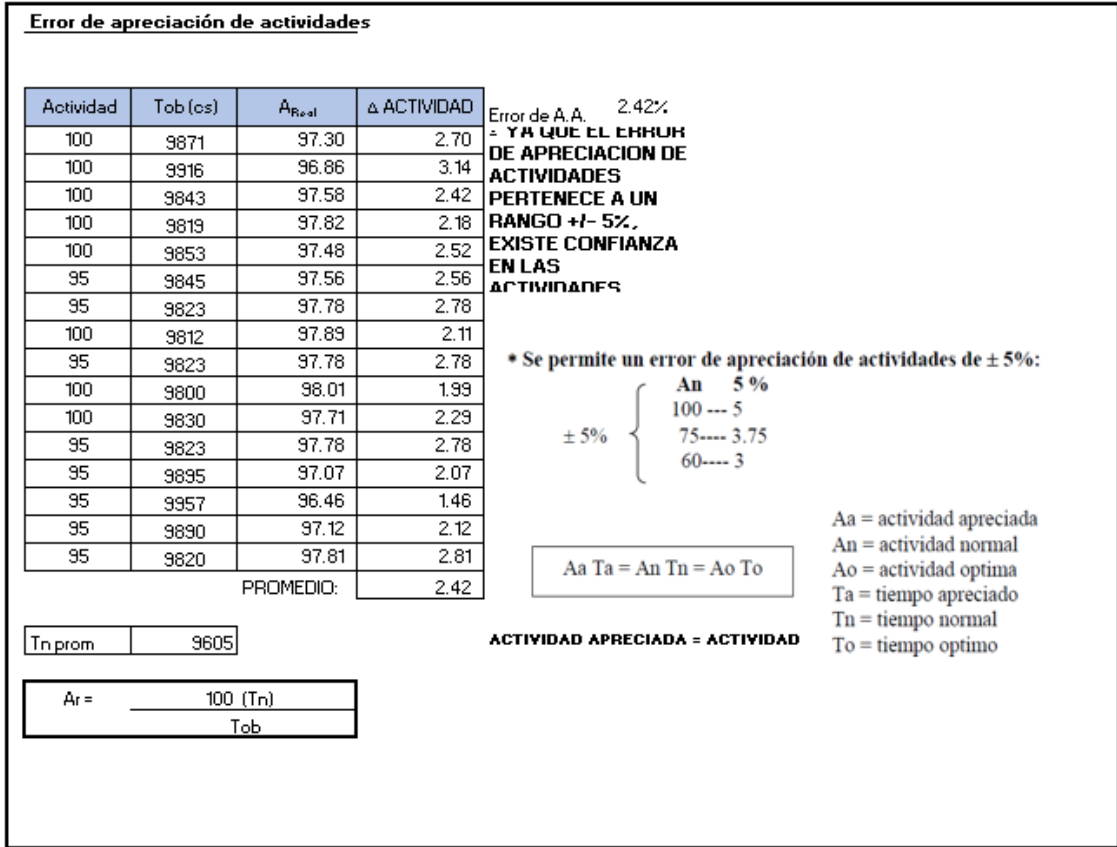 Error de apreciación de actividades
Actividad Tob (cs) AReal Δ ACTIVIDAD
100 9871 97.30 2.70
100 9916 96.86 3.14
100 9843 97.58 2.42
100 9819 97.82 2.18
100 9853 97.48 2.52
95 9845 97.56 2.56
95 9823 97.78 2.78
100 9812 97.89 2.11
95 9823 97.78 2.78
100 9800 98.01 1.99
100 9830 97.71 2.29
95 9823 97.78 2.78
95 9895 97.07 2.07
95 9957 96.46 1.46
95 9890 97.12 2.12
95 9820 97.81 2.81
PROMEDIO: 2.42
Tn prom 9605
Ar = 100 (Tn)
Tob
Error de A.A. 2.42%
= YA QUE EL ERROR
DE APRECIACION DE
ACTIVIDADES
PERTENECE A UN
RANGO +/- 5%,
EXISTE CONFIANZA
EN LAS
ACTIVIDADES
* Se permite un error de apreciación de actividades de ± 5%:
An 5 %
100 --- 5
± 5%
75---- 3.75
60---- 3
Aa Ta = An Tn = Ao To
ACTIVIDAD APRECIADA = ACTIVIDAD
Aa = actividad apreciada
An = actividad normal
Ao = actividad optima
Ta = tiempo apreciado
Tn = tiempo normal
To = tiempo optimo